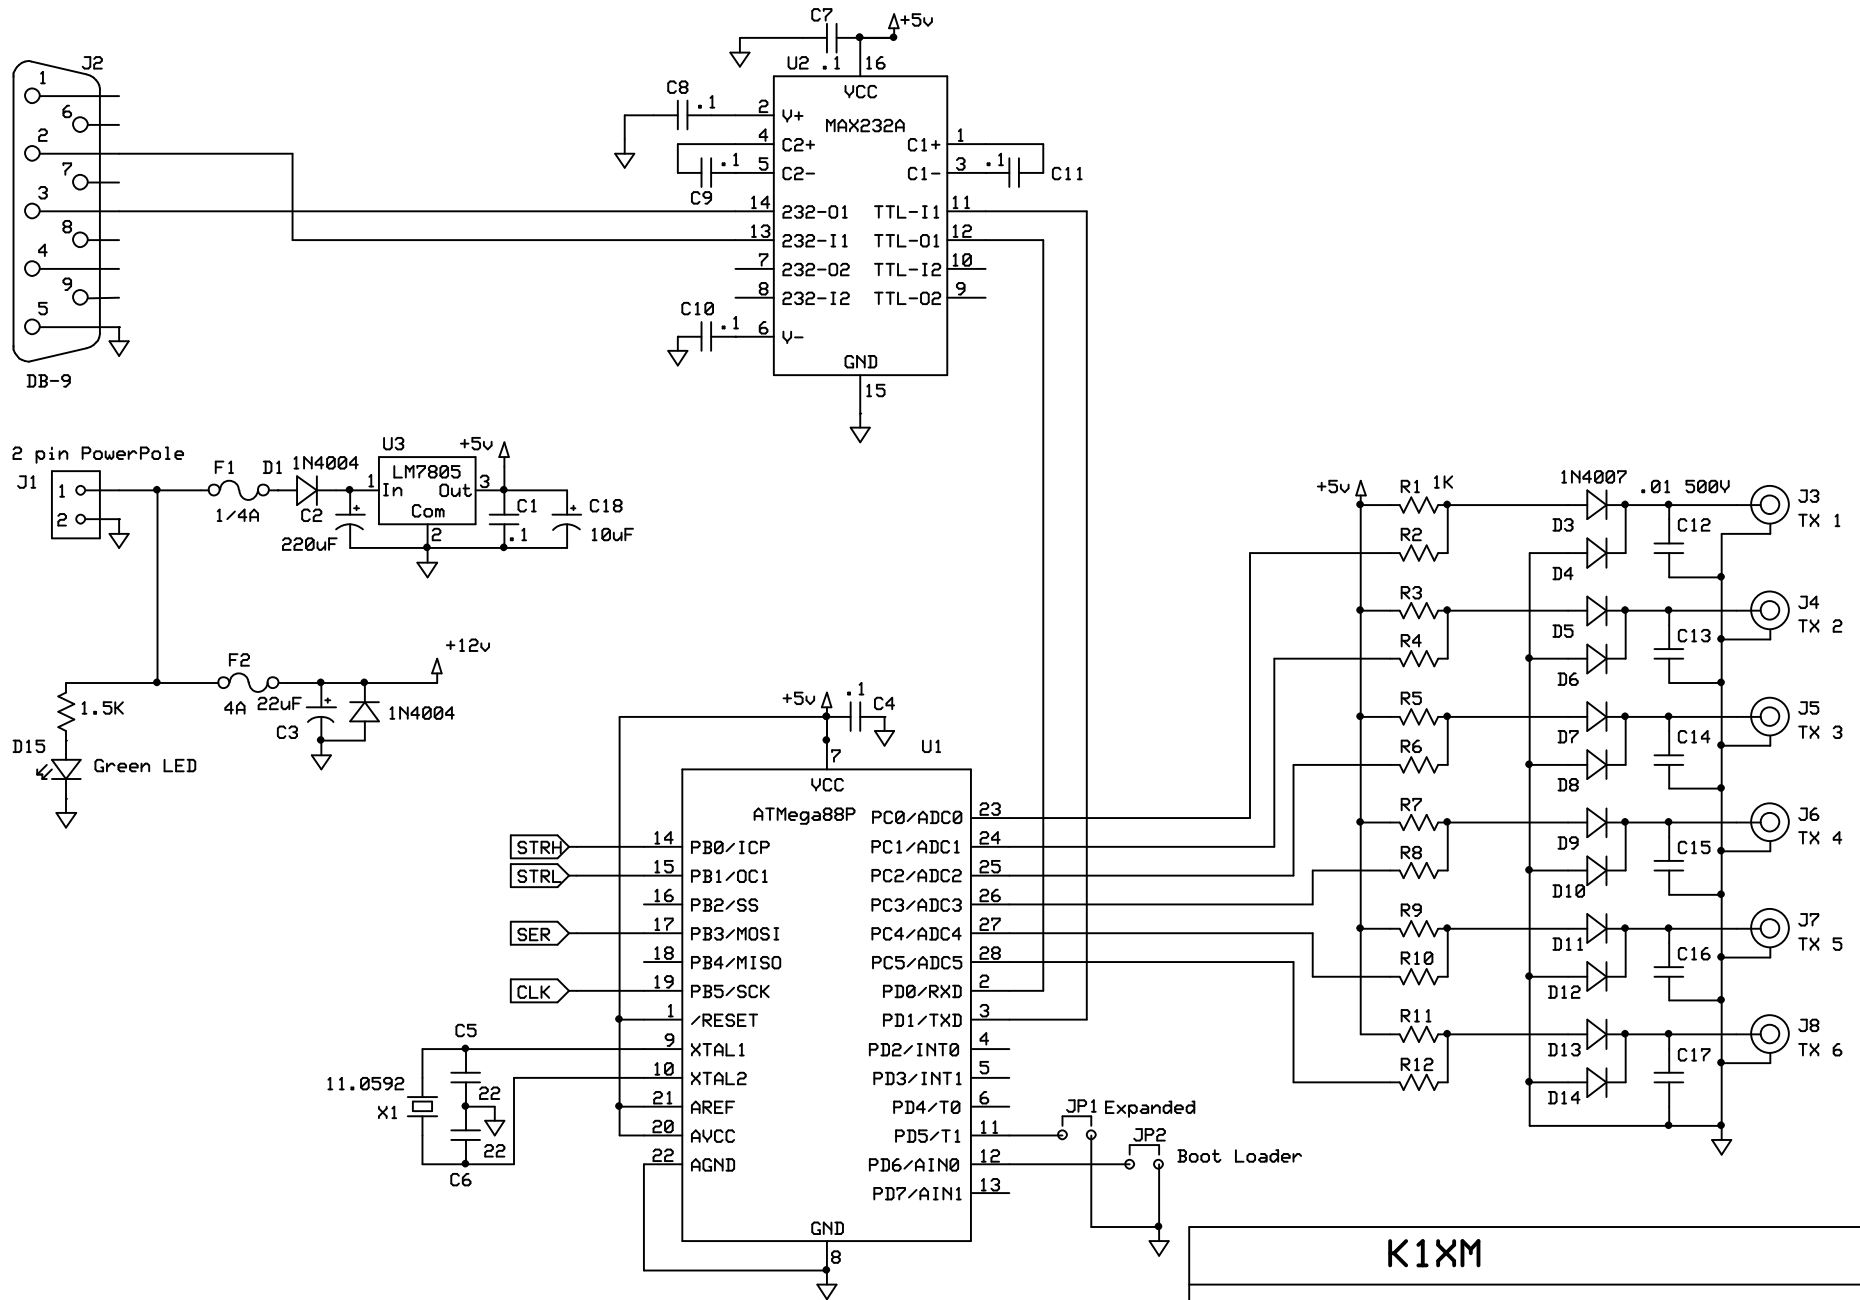 C7
+5v
U2 .1 16
J2
1
6
2
7
3
8
4
9
5
DB-9
VCC
MAX232A
C8 .1
2 V+
4 C2+
.1 5 C2-
C9
14 232-O1
13 232-I1
7 232-O2
8 232-I2
C10 .1
6 V-
C1+ 1
C1- 3 .1 C11
TTL-I1 11
TTL-O1 12
TTL-I2 10
TTL-O2 9
GND
15
2 pin PowerPole
J1
1
2
F1
1/4A
D1 1N4004
C2
220uF
U3
LM7805
1 In Out 3
Com
2
+5v
C1
.1
C18
10uF
+12v
F2
4A 22uF
C3
1N4004
1.5K
D15
Green LED
+5v
.1
C4
7
U1
VCC
ATMega88P
STRH 14 PB0/ICP
STRL 15 PB1/OC1
16 PB2/SS
SER 17 PB3/MOSI
18 PB4/MISO
CLK 19 PB5/SCK
1 /RESET
9 XTAL1
10 XTAL2
21 AREF
20 AVCC
22 AGND
C5
11.0592
X1
22
22
C6
PC0/ADC0 23
PC1/ADC1 24
PC2/ADC2 25
PC3/ADC3 26
PC4/ADC4 27
PC5/ADC5 28
PD0/RXD 2
PD1/TXD 3
PD2/INT0 4
PD3/INT1 5
PD4/T0 6
PD5/T1 11
PD6/AIN0 12
PD7/AIN1 13
GND
8
JP1 Expanded
JP2
Boot Loader
+5v
R1 1K
R2
R3
R4
R5
R6
R7
R8
R9
R10
R11
R12
1N4007
D3
D4
D5
D6
D7
D8
D9
D10
D11
D12
D13
D14
.01 500V
C12
C13
C14
C15
C16
C17
J3
TX 1
J4
TX 2
J5
TX 3
J6
TX 4
J7
TX 5
J8
TX 6
K1XM